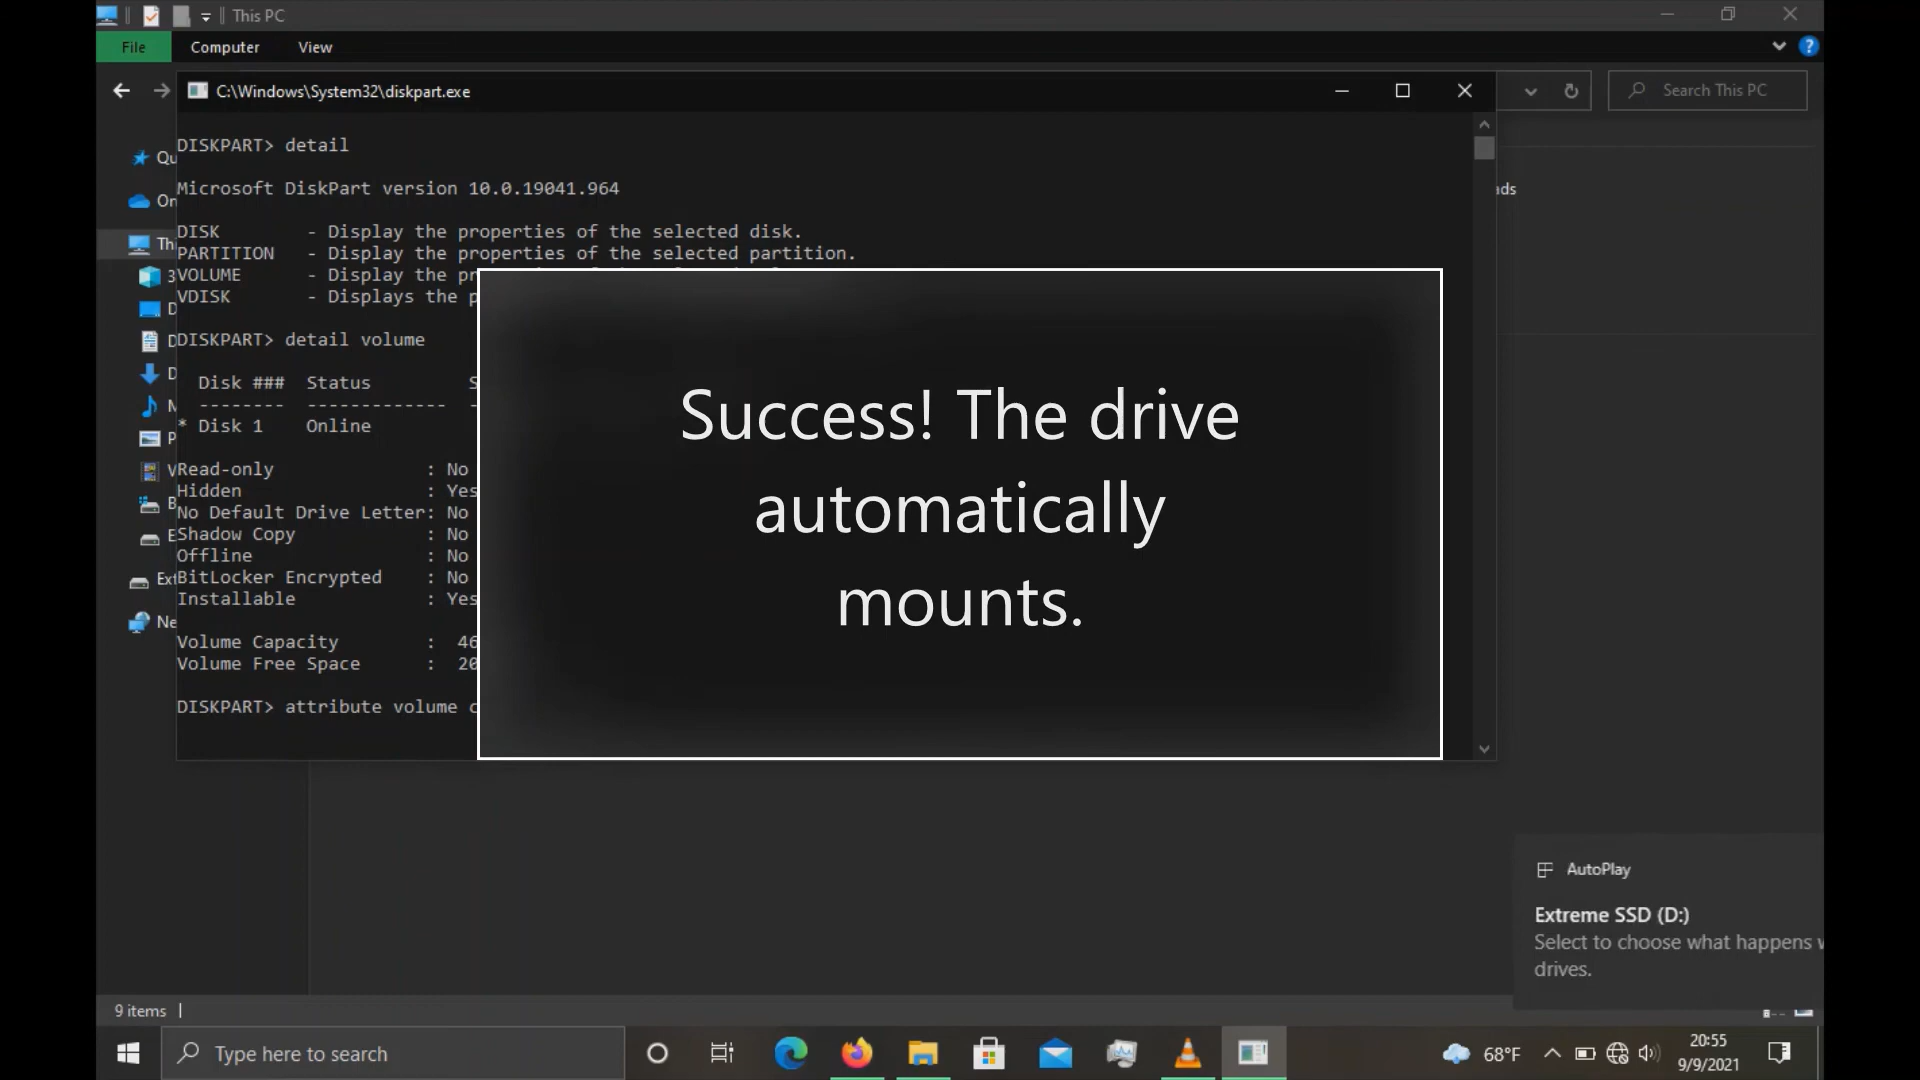 This PC
File Computer View
C:\Windows\System32\diskpart.exe
Search This PC
DISKPART> detail
Microsoft DiskPart version 10.0.19041.964
DISK - Display the properties of the selected disk.
PARTITION - Display the properties of the selected partition.
VOLUME - Display the
VDISK - Displays the
DISKPART> detail volume
Disk ### Status
-------- -------------
* Disk 1 Online
Read-only : No
Hidden : Yes
No Default Drive Letter: No
Shadow Copy : No
Offline : No
BitLocker Encrypted : No
Installable : Yes
Volume Capacity : 46
Volume Free Space : 20
DISKPART> attribute volume c
Success! The drive
automatically
mounts.
AutoPlay
Extreme SSD (D:)
Select to choose what happens
drives.
9 items
Type here to search
68°F
20:55
9/9/2021